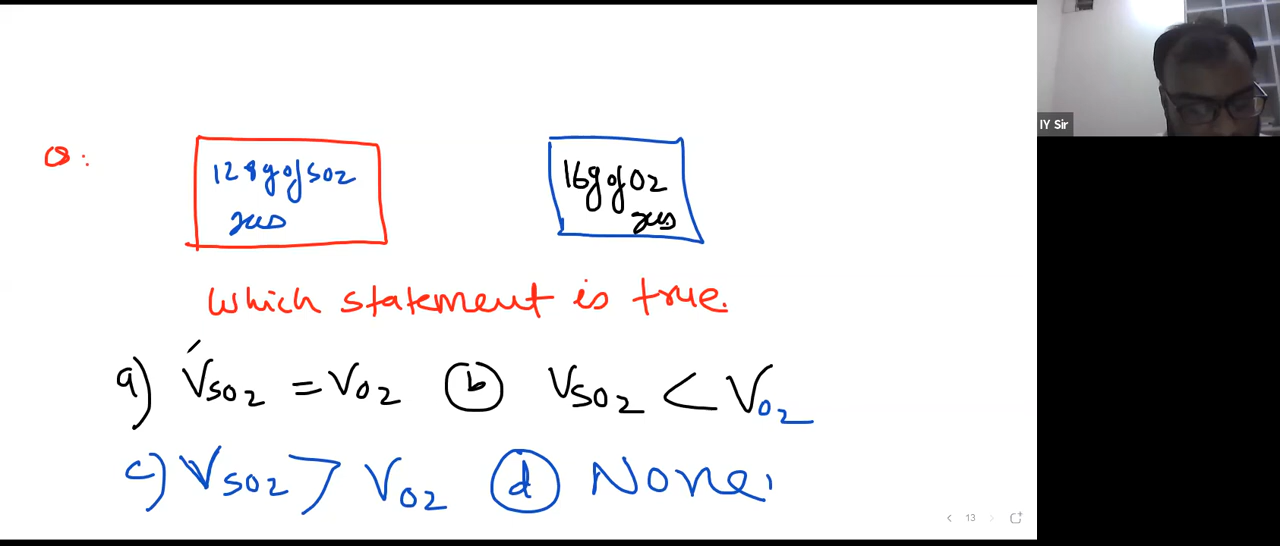 Q:
128g of SO2
gas
16g of O2
gas
Which statement is true.
a) VSO2 = VO2 (b) VSO2 < VO2
c) VSO2 > VO2 (d) None
IY Sir
13